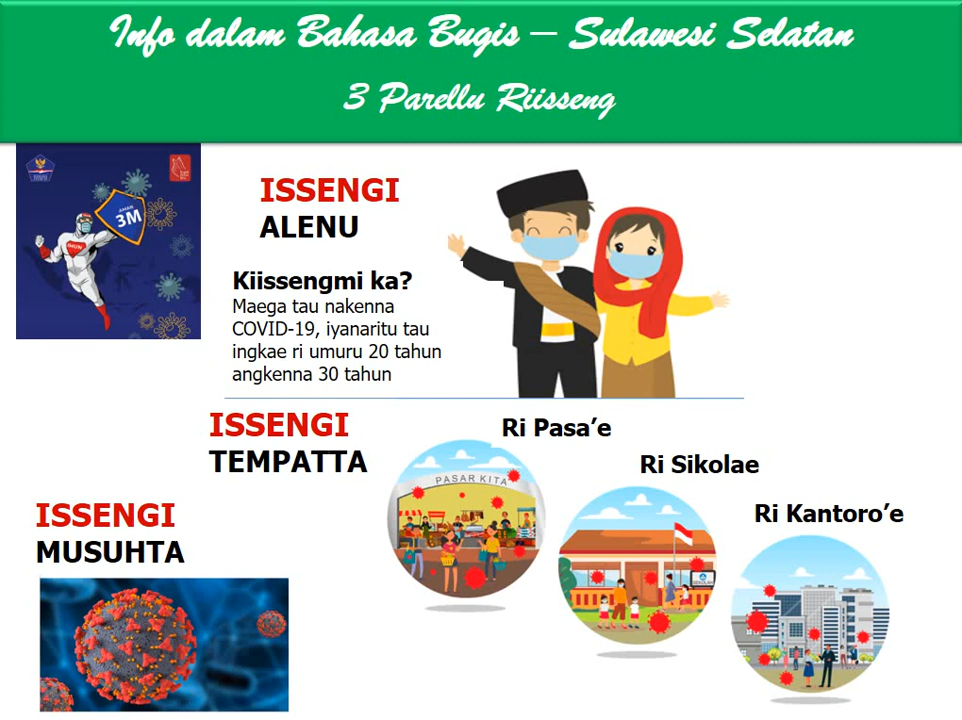 Info dalam Bahasa Bugis – Sulawesi Selatan
3 Parellu Riisseng
AMAN
3M
ISSENGI
ALENU
Kiissengmi ka?
Maega tau nakenna
COVID-19, iyanaritu tau
ingkae ri umuru 20 tahun
angkenna 30 tahun
ISSENGI
TEMPATTA
Ri Pasa’e
PASAR KITA
Ri Sikolae
SEKOLAH
Ri Kantoro’e
ISSENGI
MUSUHTA